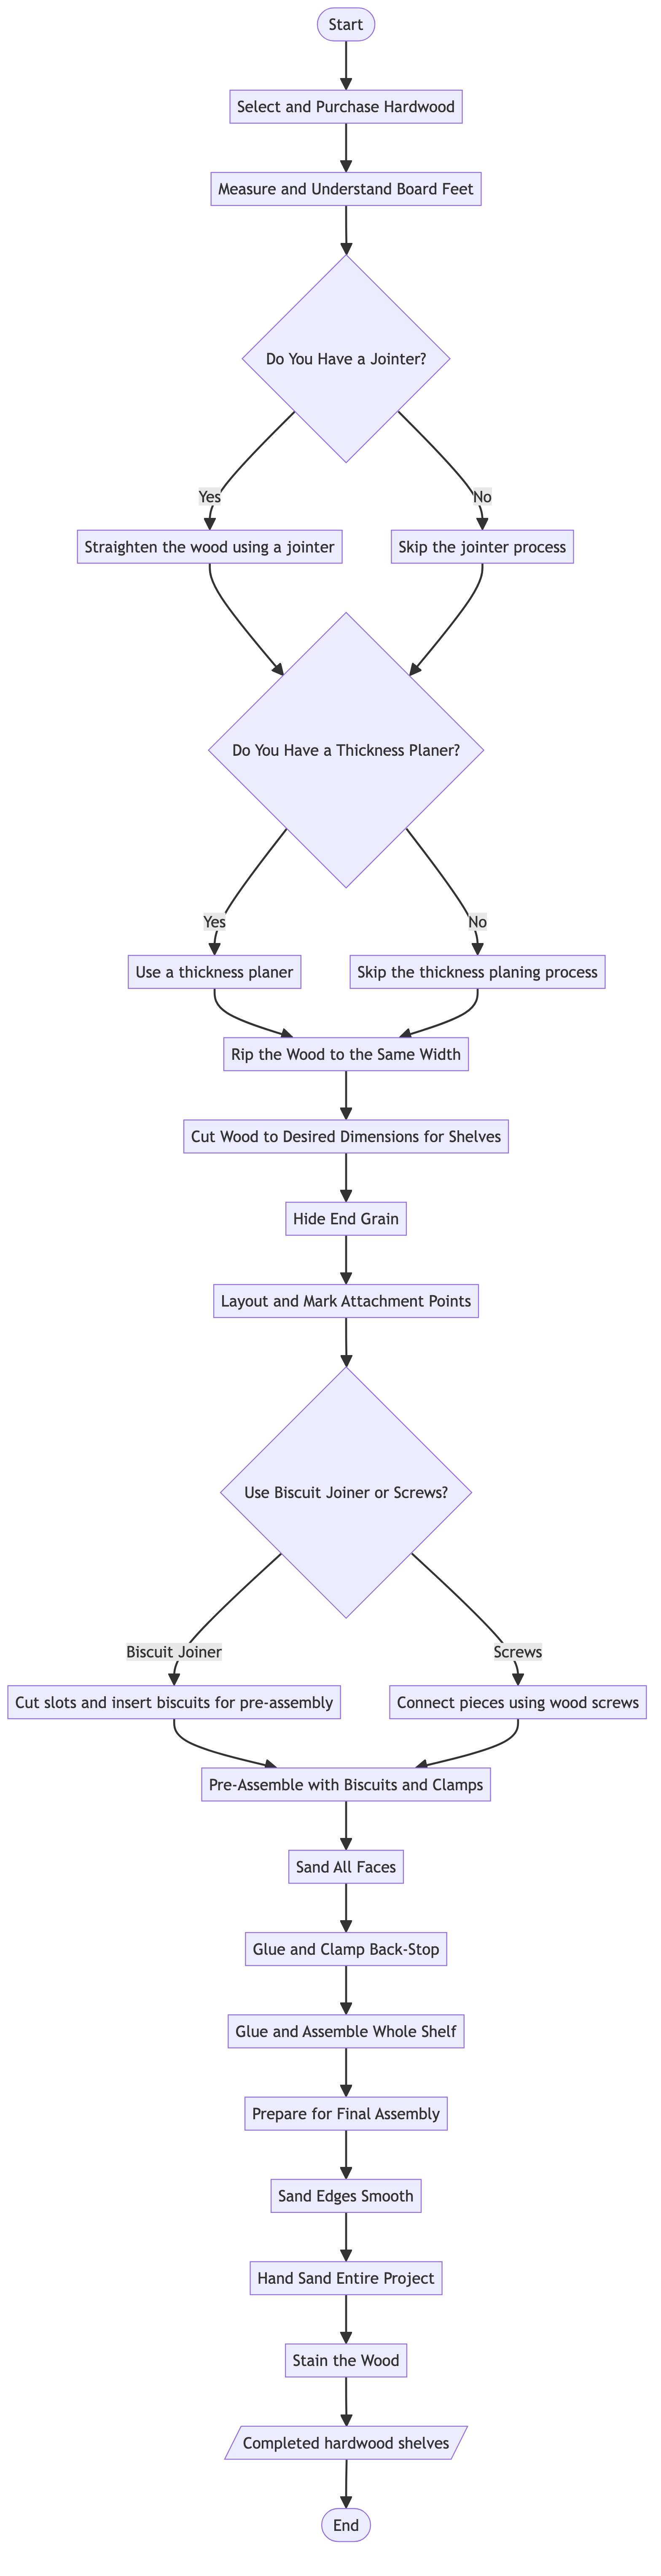 Start
Select and Purchase Hardwood
Measure and Understand Board Feet
Do You Have a Jointer?
Yes
No
Straighten the wood using a jointer
Skip the jointer process
Do You Have a Thickness Planer?
Yes
No
Use a thickness planer
Skip the thickness planing process
Rip the Wood to the Same Width
Cut Wood to Desired Dimensions for Shelves
Hide End Grain
Layout and Mark Attachment Points
Use Biscuit Joiner or Screws?
Biscuit Joiner
Screws
Cut slots and insert biscuits for pre-assembly
Connect pieces using wood screws
Pre-Assemble with Biscuits and Clamps
Sand All Faces
Glue and Clamp Back-Stop
Glue and Assemble Whole Shelf
Prepare for Final Assembly
Sand Edges Smooth
Hand Sand Entire Project
Stain the Wood
Completed hardwood shelves
End